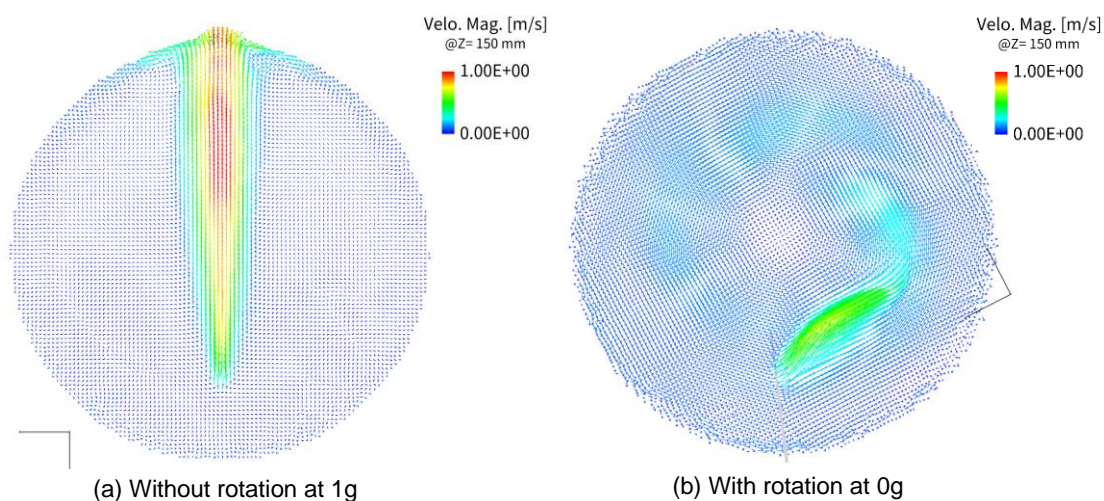 Velo. Mag. [m/s]
@Z= 150 mm
1.00E+00
0.00E+00
Velo. Mag. [m/s]
@Z= 150 mm
1.00E+00
0.00E+00
(a) Without rotation at 1g
(b) With rotation at 0g